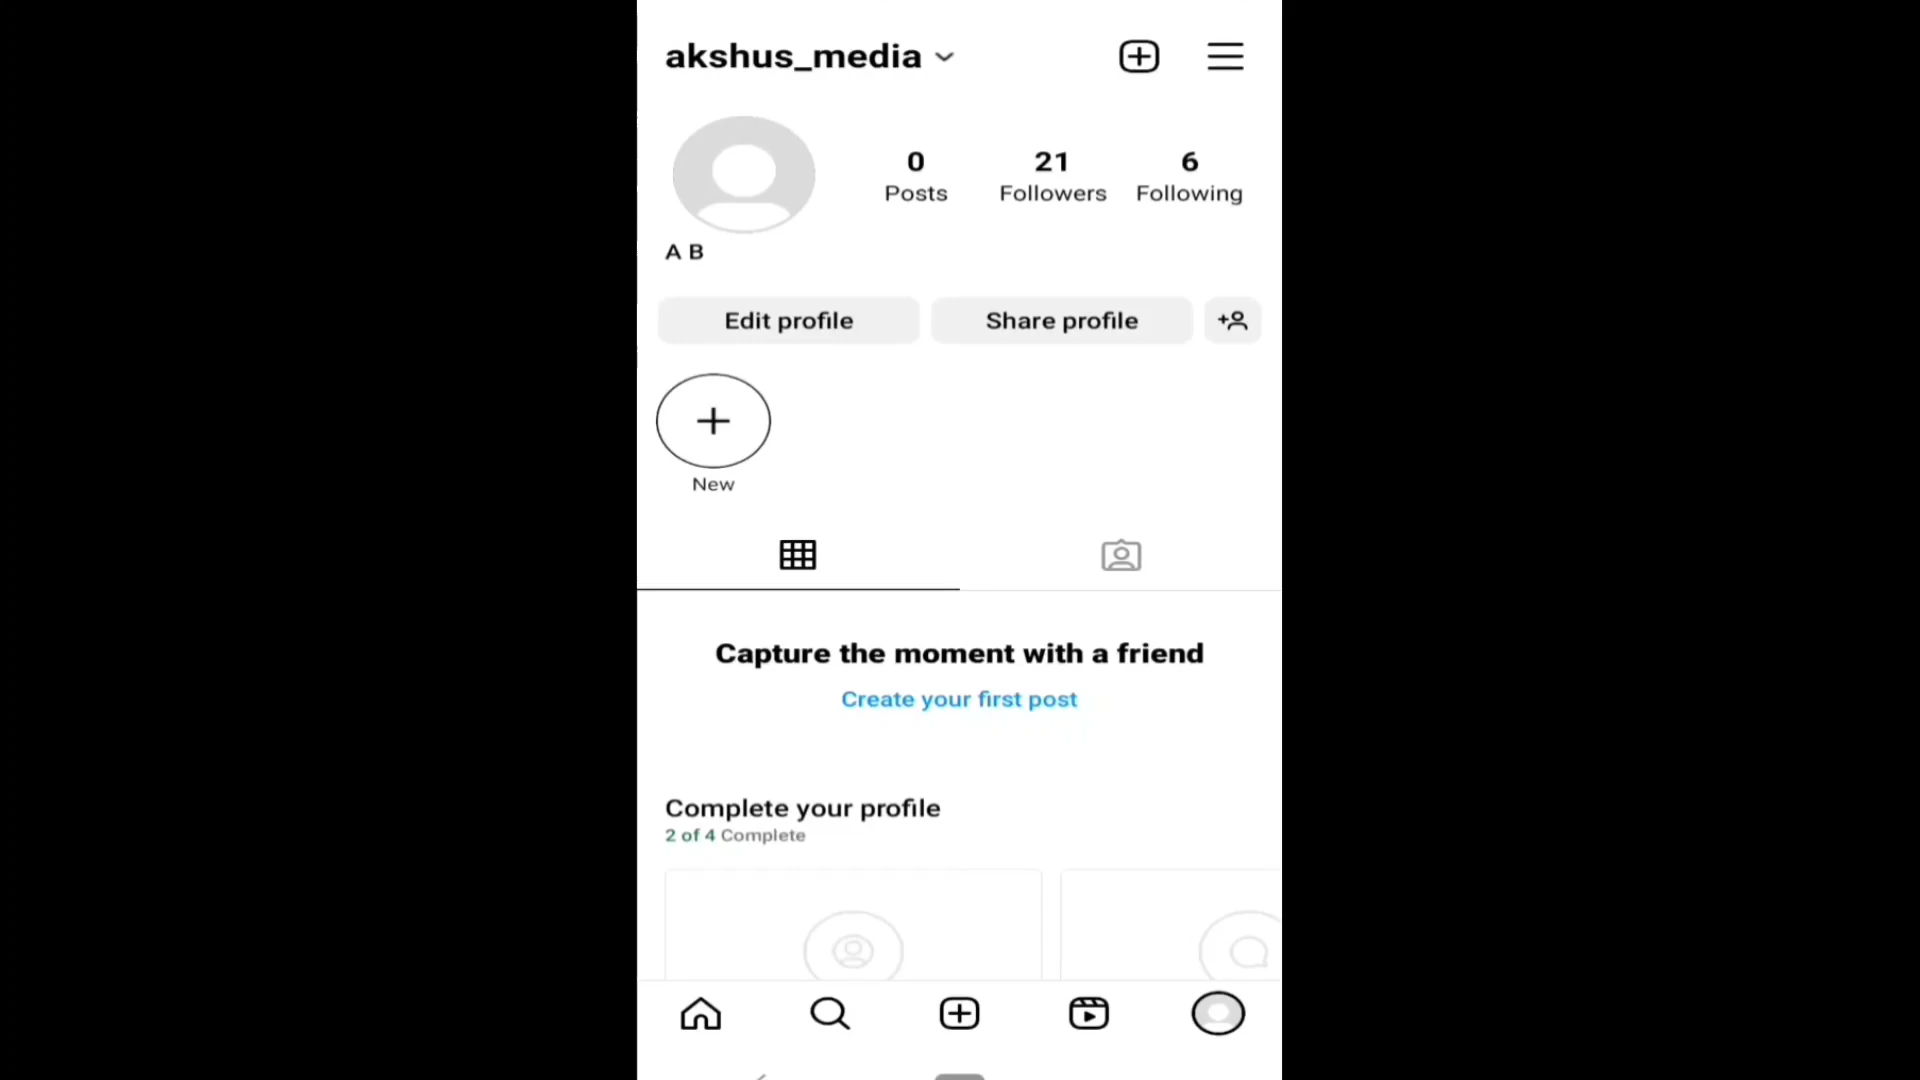 akshus_media
0 21 6
Posts Followers Following
A B
Edit profile Share profile
New
Capture the moment with a friend
Create your first post
Complete your profile
2 of 4 Complete